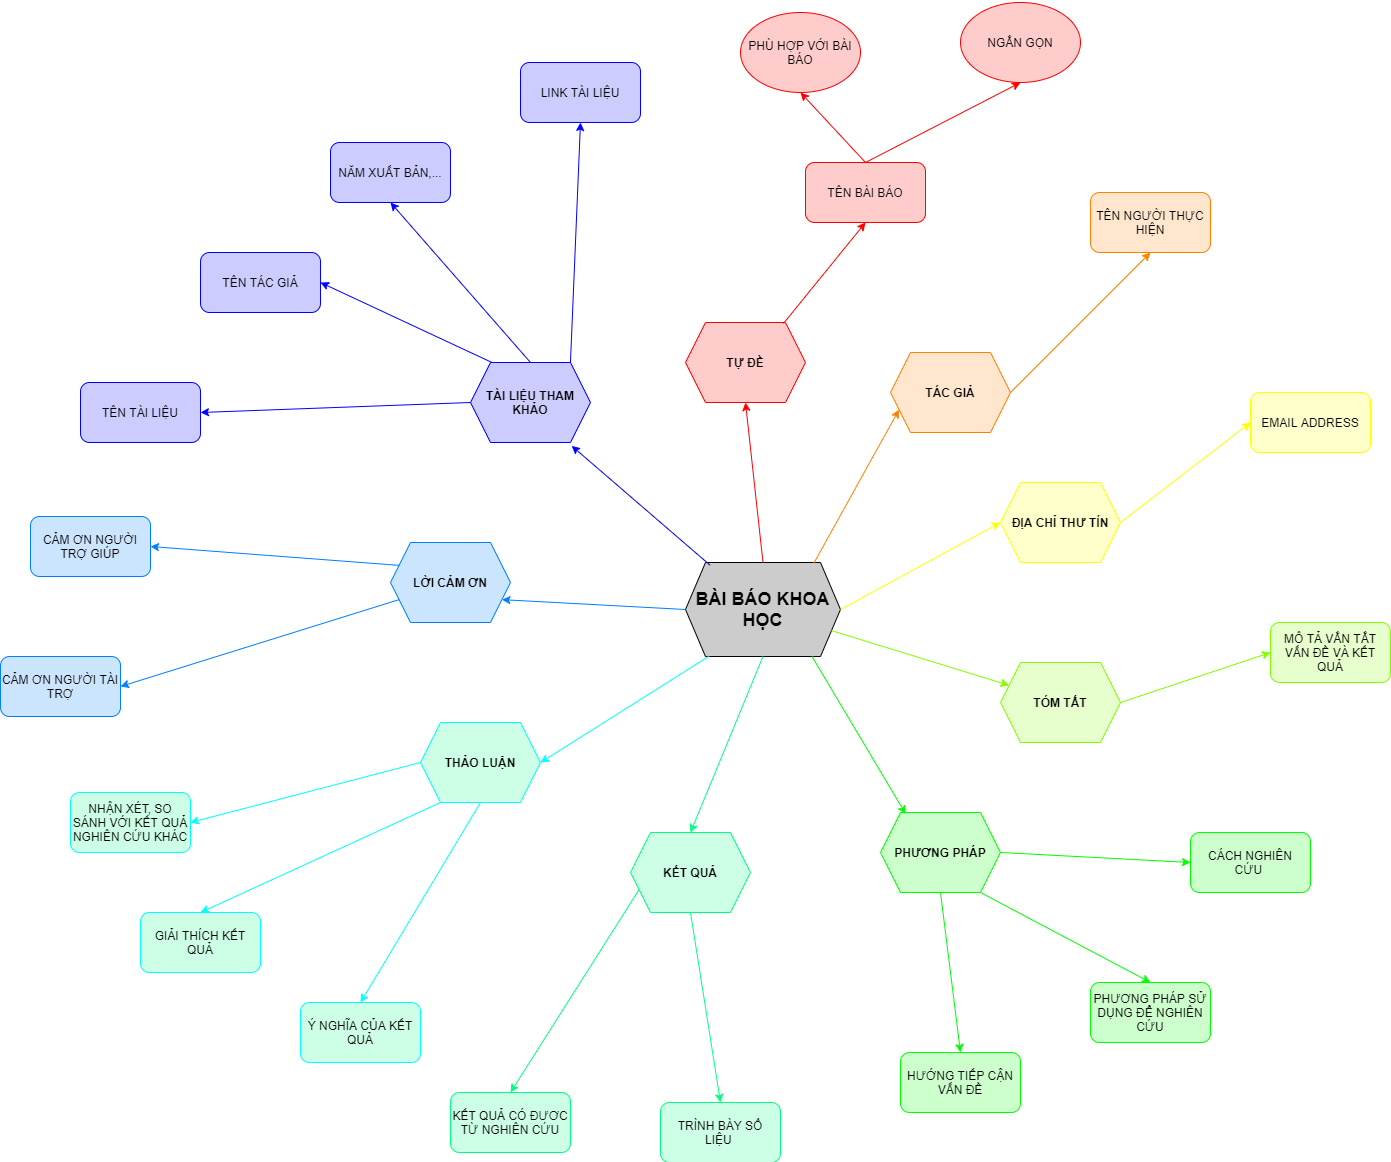 PHÙ HỢP VỚI BÀI
BÁO
NGẮN GỌN
LINK TÀI LIỆU
NĂM XUẤT BẢN,...
TÊN BÀI BÁO
TÊN NGƯỜI THỰC
HIỆN
TÊN TÁC GIẢ
TỰ ĐỀ
TÁC GIẢ
TÀI LIỆU THAM
KHẢO
TÊN TÀI LIỆU
EMAIL ADDRESS
ĐỊA CHỈ THƯ TÍN
CẢM ƠN NGƯỜI
TRỢ GIÚP
LỜI CẢM ƠN
BÀI BÁO KHOA
HỌC
MÔ TẢ VẮN TẮT
VẤN ĐỀ VÀ KẾT
QUẢ
CẢM ƠN NGƯỜI TÀI
TRỢ
TÓM TẮT
THẢO LUẬN
NHẬN XÉT, SO
SÁNH VỚI KẾT QUẢ
NGHIÊN CỨU KHÁC
KẾT QUẢ
PHƯƠNG PHÁP
CÁCH NGHIÊN
CỨU
GIẢI THÍCH KẾT
QUẢ
Ý NGHĨA CỦA KẾT
QUẢ
PHƯƠNG PHÁP SỬ
DỤNG ĐỂ NGHIÊN
CỨU
HƯỚNG TIẾP CẬN
VẤN ĐỀ
KẾT QUẢ CÓ ĐƯỢC
TỪ NGHIÊN CỨU
TRÌNH BÀY SỐ
LIỆU